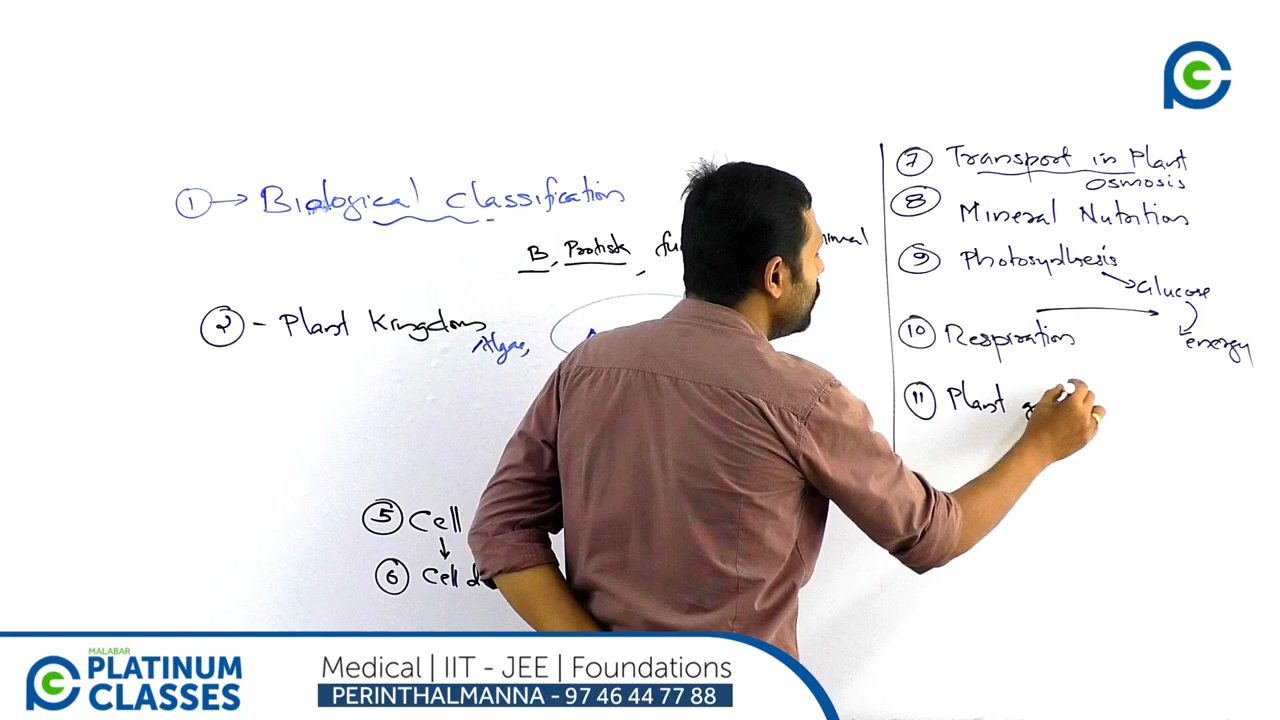 ① → Biological classification
B, Protista,
② - Plant Kingdom
Algae,
⑤ Cell
↓
⑥ Cell
⑦ Transport in Plant
osmosis
⑧ Mineral Nutrition
⑨ Photosynthesis
Glucose
energy
⑩ Respiration
⑪ Plant
MALABAR
PLATINUM
CLASSES
Medical | IIT - JEE | Foundations
PERINTHALMANNA - 97 46 44 77 88